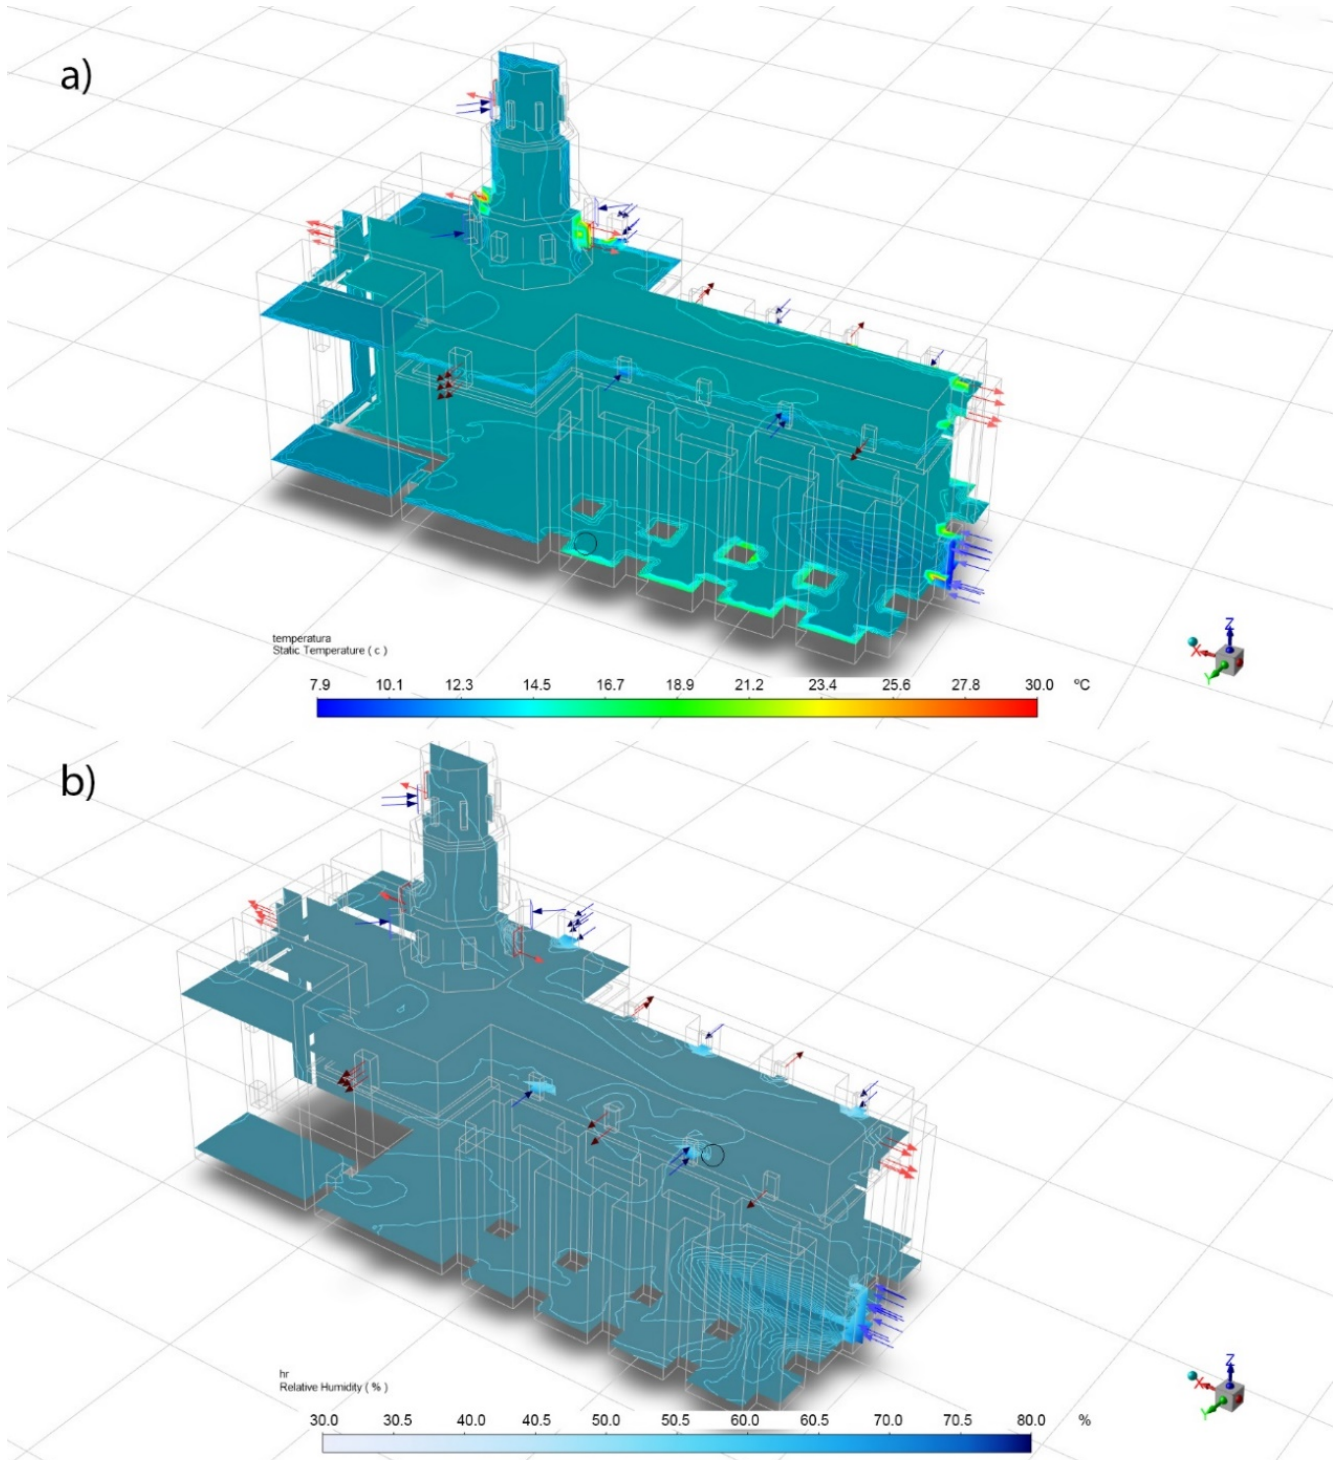 a)
temperatura
Static Temperature ( c )
7.9 10.1 12.3 14.5 16.7 18.9 21.2 23.4 25.6 27.8 30.0 ºC
Z
X
Y
b)
hr
Relative Humidity ( % )
30.0 30.5 40.0 40.5 50.0 50.5 60.0 60.5 70.0 70.5 80.0 %
Z
X
Y